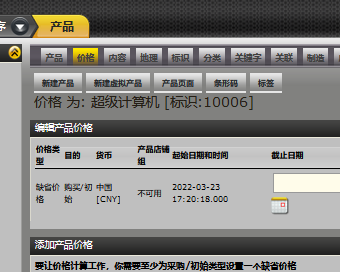 序 产品
产品 价格 内容 地理 标识 分类 关键字 关联 制造
新建产品 新建虚拟产品 产品页面 条形码 标签
价格 为: 超级计算机 [标识:10006]
编辑产品价格
价格类型 目的 货币 产品店铺组 起始日期和时间 截止日期
缺省价格 购买/初始 中国 [CNY] 不可用 2022-03-23 17:20:18.000
添加产品价格
要让价格计算工作，你需要至少为采购/初始类型设置一个缺省价格